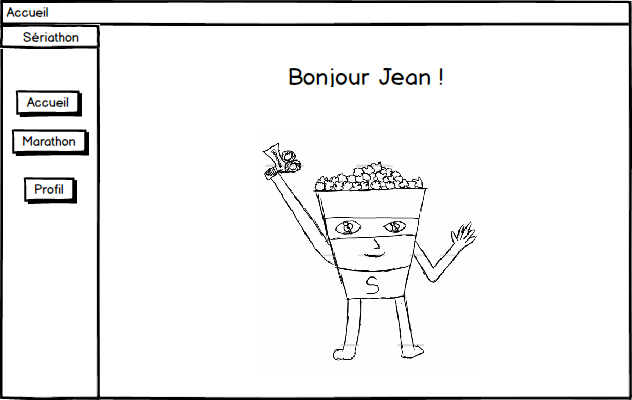 Accueil
Sériathon
Bonjour Jean !
Accueil
Marathon
Profil
S